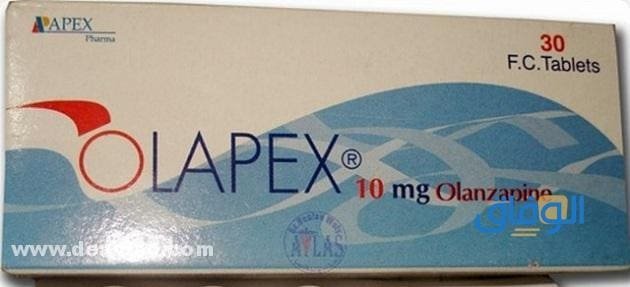 APEX
Pharma
30
F.C.Tablets
OLAPEX®
10 mg Olanzapine
الوفاق
ATLAS